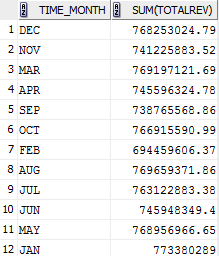 TIME_MONTH SUM(TOTALREV)
1 DEC 768253024.79
2 NOV 741225883.52
3 MAR 769197121.69
4 APR 745596324.78
5 SEP 738765568.86
6 OCT 766915590.99
7 FEB 694459606.37
8 AUG 769659371.86
9 JUL 763122883.38
10 JUN 745948349.4
11 MAY 768956966.65
12 JAN 773380289